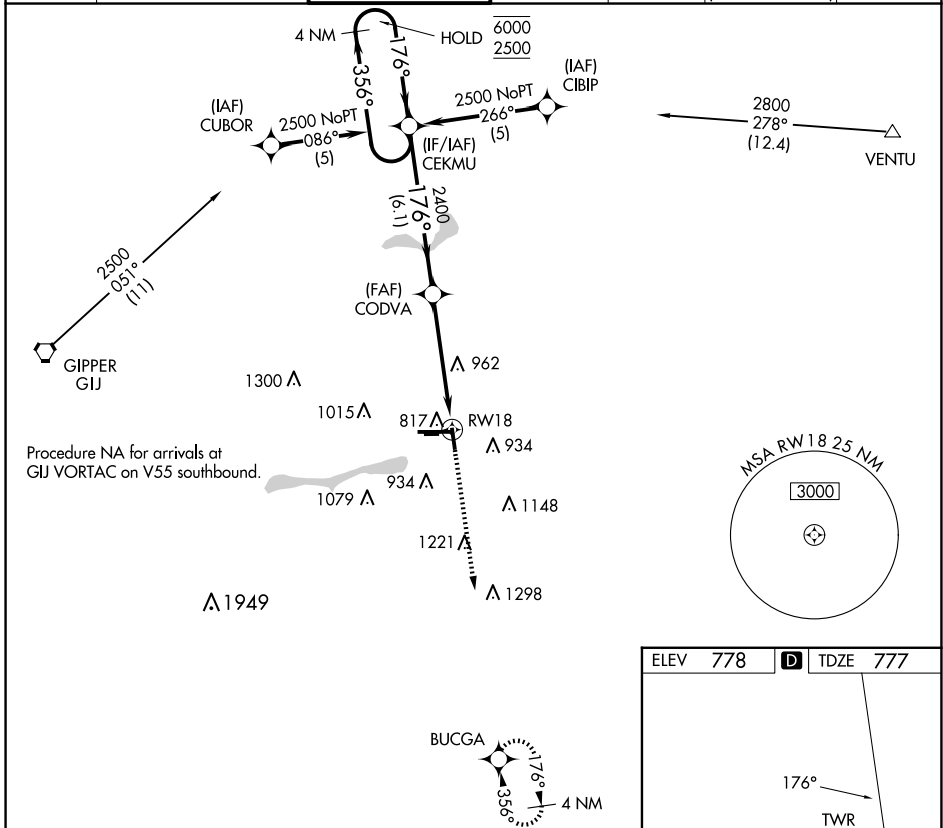 4 NM
HOLD
6000
2500
176°
356°
(IAF)
CIBIP
2500 NoPT
266°
(5)
(IAF)
CUBOR
2500 NoPT
086°
(5)
(IF/IAF)
CEKMU
2800
278°
(12.4)
VENTU
2400
176°
(6.1)
2500
051°
(11)
(FAF)
CODVA
GIPPER
GIJ
962
1300
1015
817
RW18
934
Procedure NA for arrivals at
GIJ VORTAC on V55 southbound.
934
1079
1148
1221
1298
1949
MSA RW18 25 NM
3000
ELEV 778 D TDZE 777
BUCGA
176°
356°
4 NM
176°
TWR